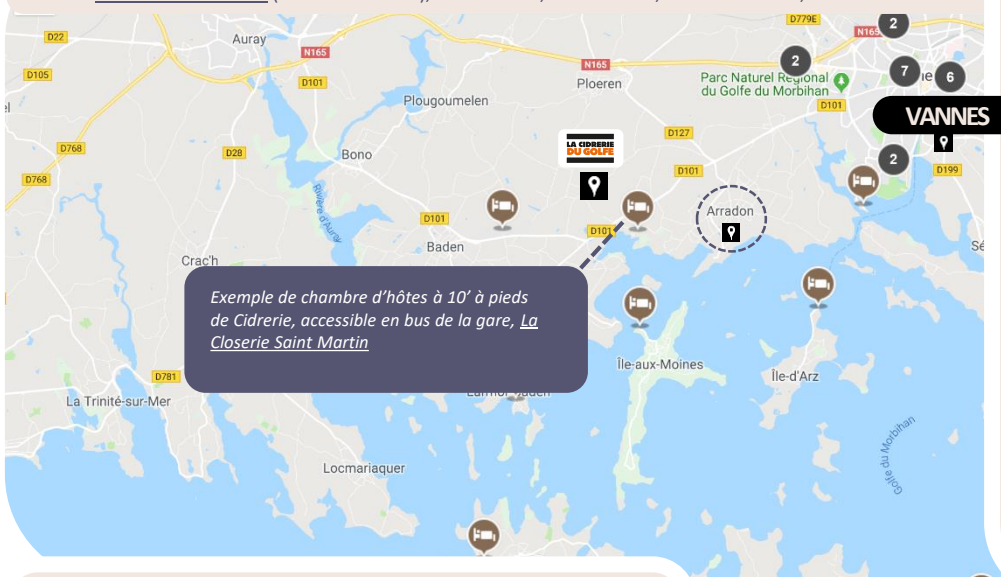 D779E
2
D22
Auray
N165
N165
D105
N165
2
Ploeren
Parc Naturel Régional
du Golfe du Morbihan
7
6
D101
D101
Plougoumelen
VANNES
D127
LA CIDRERIE
DU GOLFE
D768
D28
Bono
2
D768
D101
D199
Rivière d'Auray
Arradon
D101
D101
Baden
Crac'h
Exemple de chambre d’hôtes à 10’ à pieds
de Cidrerie, accessible en bus de la gare, La
Closerie Saint Martin
Île-aux-Moines
Île-d'Arz
D781
La Trinité-sur-Mer
Golfe du Morbihan
Locmariaquer